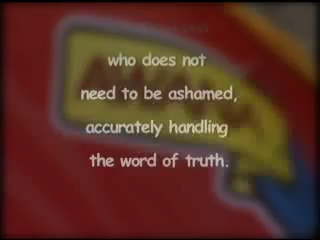 who does not
need to be ashamed,
accurately handling
the word of truth.